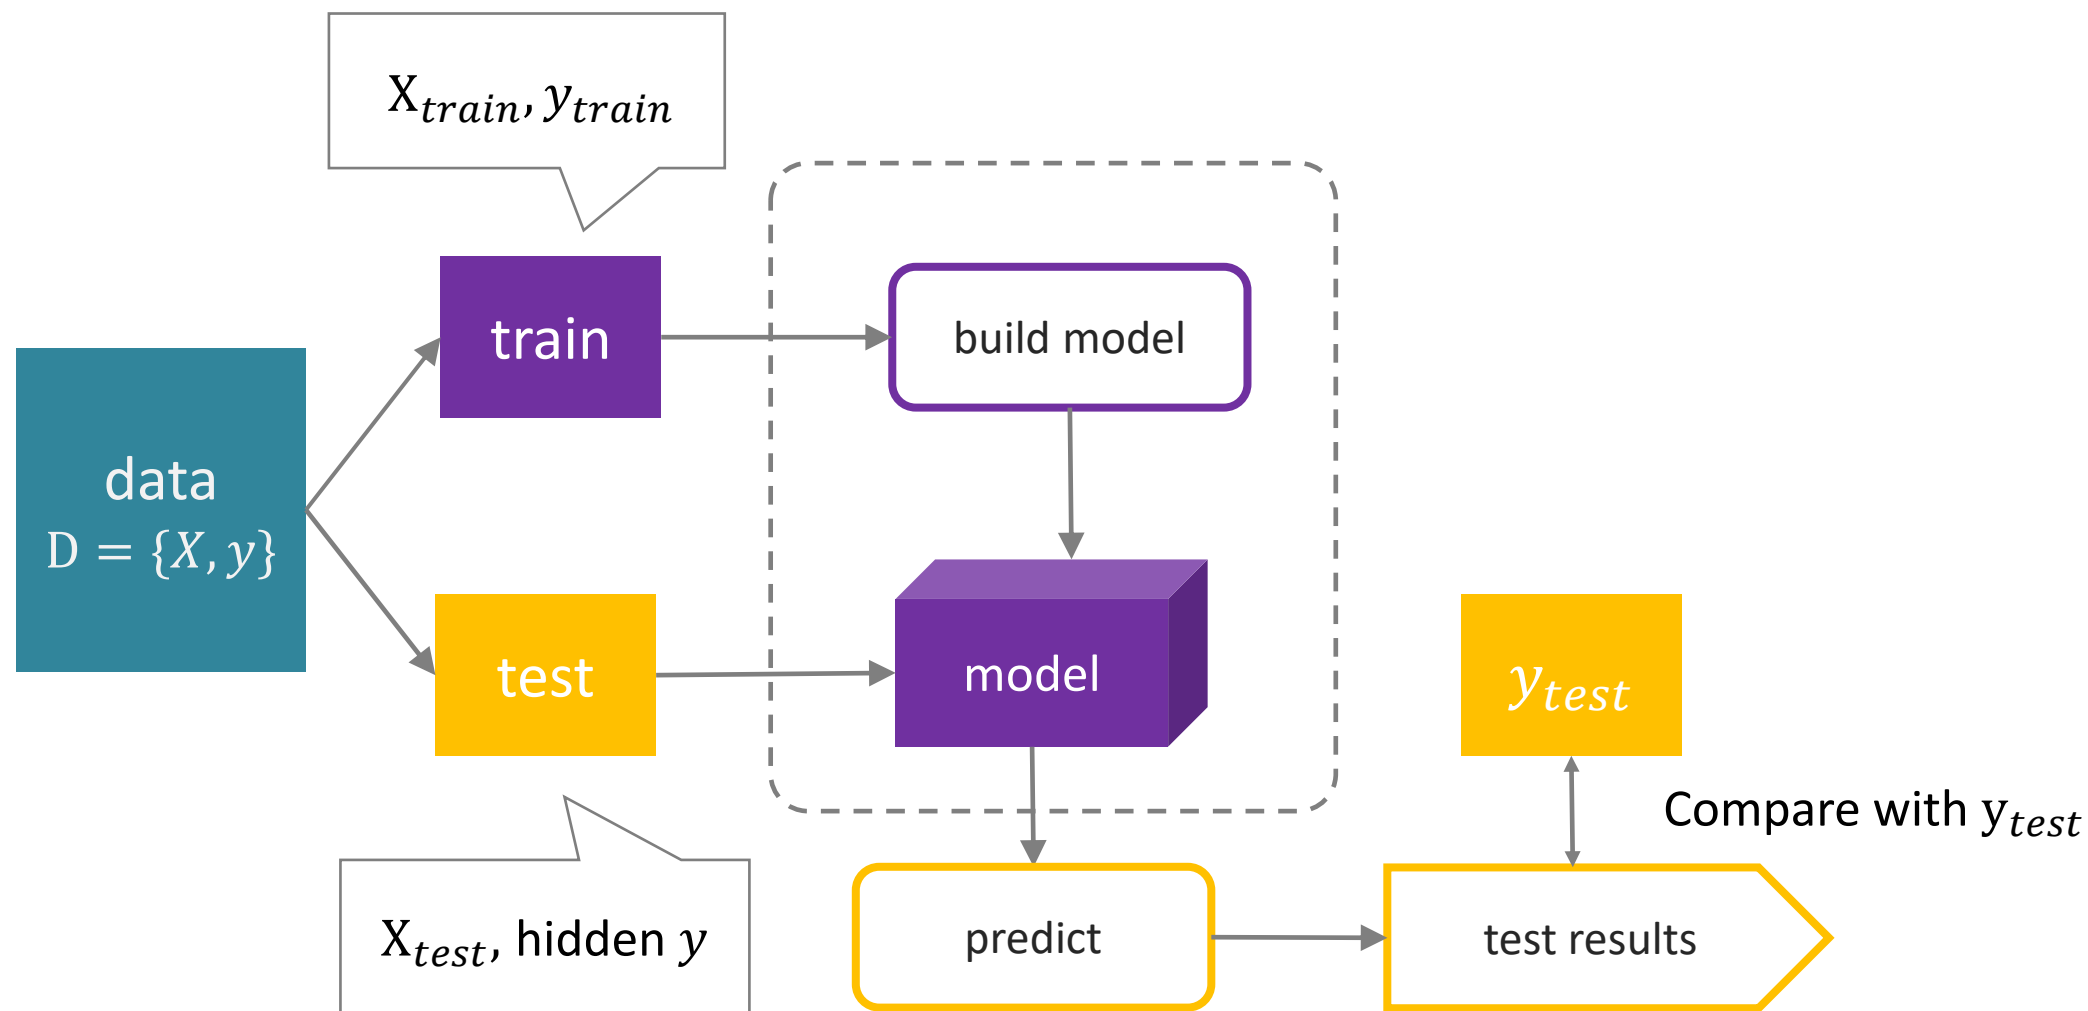 X_train, y_train
train
build model
data
D = {X, y}
test
model
y_test
Compare with y_test
X_test, hidden y
predict
test results